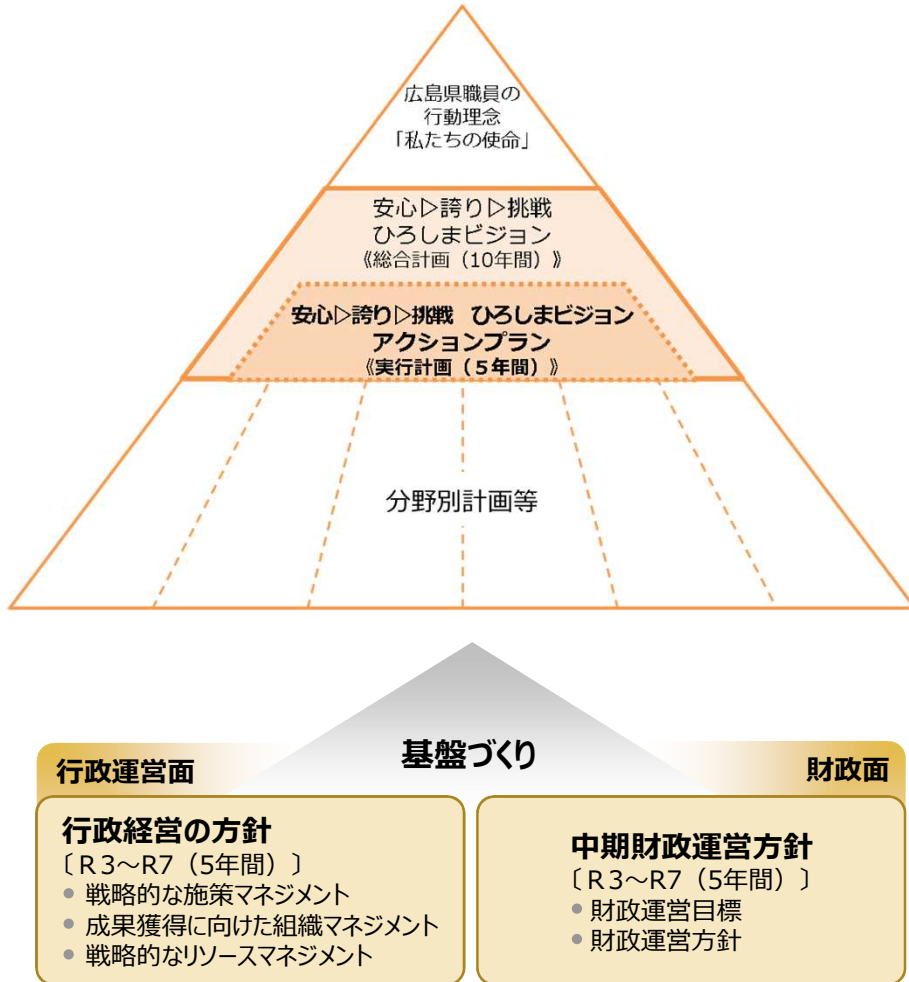 広島県職員の
行動理念
「私たちの使命」
安心▷誇り▷挑戦
ひろしまビジョン
《総合計画（10年間）》
安心▷誇り▷挑戦 ひろしまビジョン
アクションプラン
《実行計画（５年間）》
分野別計画等
基盤づくり
行政運営面
財政面
行政経営の方針
〔Ｒ３～Ｒ７（５年間）〕
● 戦略的な施策マネジメント
● 成果獲得に向けた組織マネジメント
● 戦略的なリソースマネジメント
中期財政運営方針
〔Ｒ３～Ｒ７（５年間）〕
● 財政運営目標
● 財政運営方針